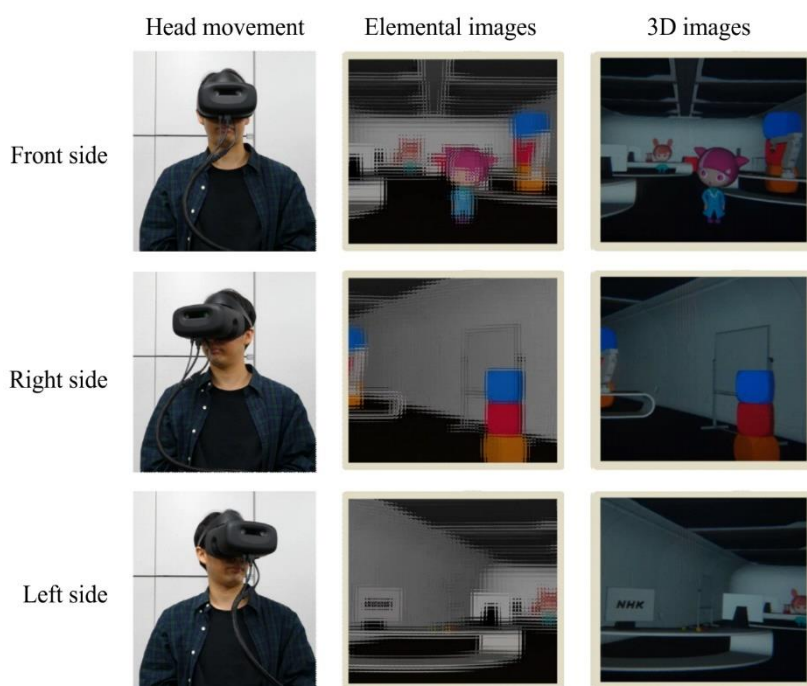 Head movement Elemental images 3D images
Front side
Right side
Left side
NHK